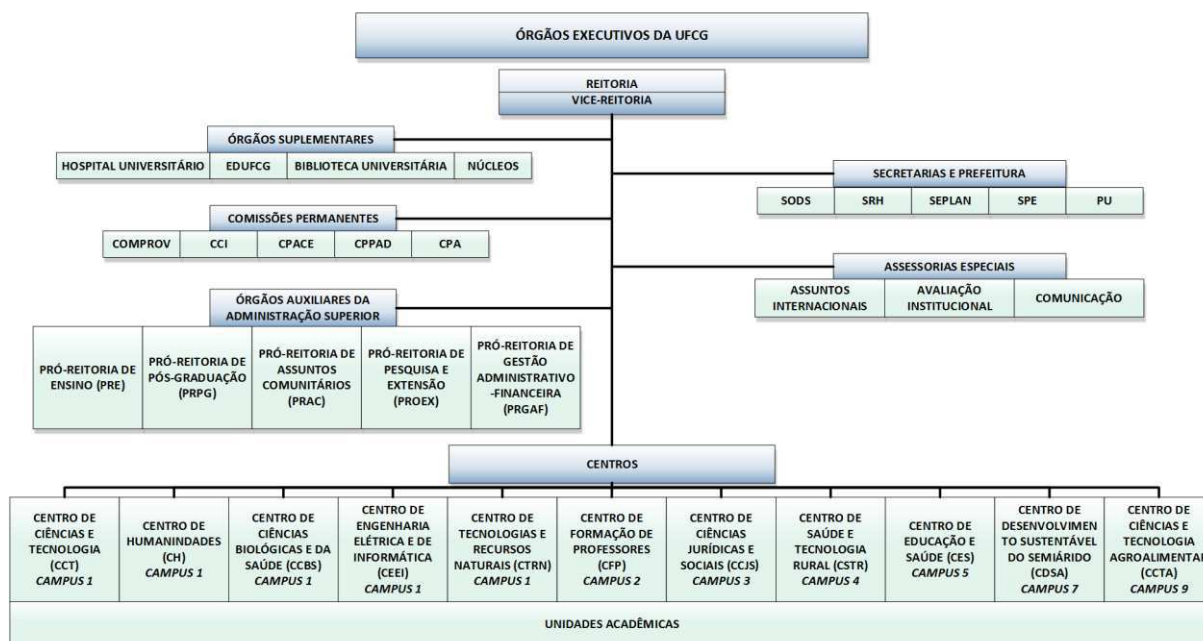 ÓRGÃOS EXECUTIVOS DA UFCG
REITORIA
VICE-REITORIA
ÓRGÃOS SUPLEMENTARES
HOSPITAL UNIVERSITÁRIO
EDUFCG
BIBLIOTECA UNIVERSITÁRIA
NÚCLEOS
SECRETARIAS E PREFEITURA
SODS
SRH
SEPLAN
SPE
PU
COMISSÕES PERMANENTES
COMPROV
CCI
CPACE
CPPAD
CPA
ASSESSORIAS ESPECIAIS
ASSUNTOS
INTERNACIONAIS
AVALIAÇÃO
INSTITUCIONAL
COMUNICAÇÃO
ÓRGÃOS AUXILIARES DA
ADMINISTRAÇÃO SUPERIOR
PRÓ-REITORIA DE
ENSINO (PRE)
PRÓ-REITORIA DE
PÓS-GRADUAÇÃO
(PRPG)
PRÓ-REITORIA DE
ASSUNTOS
COMUNITÁRIOS
(PRAC)
PRÓ-REITORIA DE
PESQUISA E
EXTENSÃO
(PROEX)
PRÓ-REITORIA DE
GESTÃO
ADMINISTRATIVO
-FINANCEIRA
(PRGAF)
CENTROS
CENTRO DE
CIÊNCIAS E
TECNOLOGIA
(CCT)
CAMPUS 1
CENTRO DE
HUMANINDADES
(CH)
CAMPUS 1
CENTRO DE
CIÊNCIAS
BIOLÓGICAS E DA
SAÚDE (CCBS)
CAMPUS 1
CENTRO DE
ENGENHARIA
ELÉTRICA E DE
INFORMÁTICA
(CEEI)
CAMPUS 1
CENTRO DE
TECNOLOGIAS E
RECURSOS
NATURAIS (CTRN)
CAMPUS 1
CENTRO DE
FORMAÇÃO DE
PROFESSORES
(CFP)
CAMPUS 2
CENTRO DE
CIÊNCIAS
JURÍDICAS E
SOCIAIS (CCJS)
CAMPUS 3
CENTRO DE
SAÚDE E
TECNOLOGIA
RURAL (CSTR)
CAMPUS 4
CENTRO DE
EDUCAÇÃO E
SAÚDE (CES)
CAMPUS 5
CENTRO DE
DESENVOLVIMEN
TO SUSTENTÁVEL
DO SEMIÁRIDO
(CDSA)
CAMPUS 7
CENTRO DE
CIÊNCIAS E
TECNOLOGIA
AGROALIMENTAR
(CCTA)
CAMPUS 9
UNIDADES ACADÊMICAS